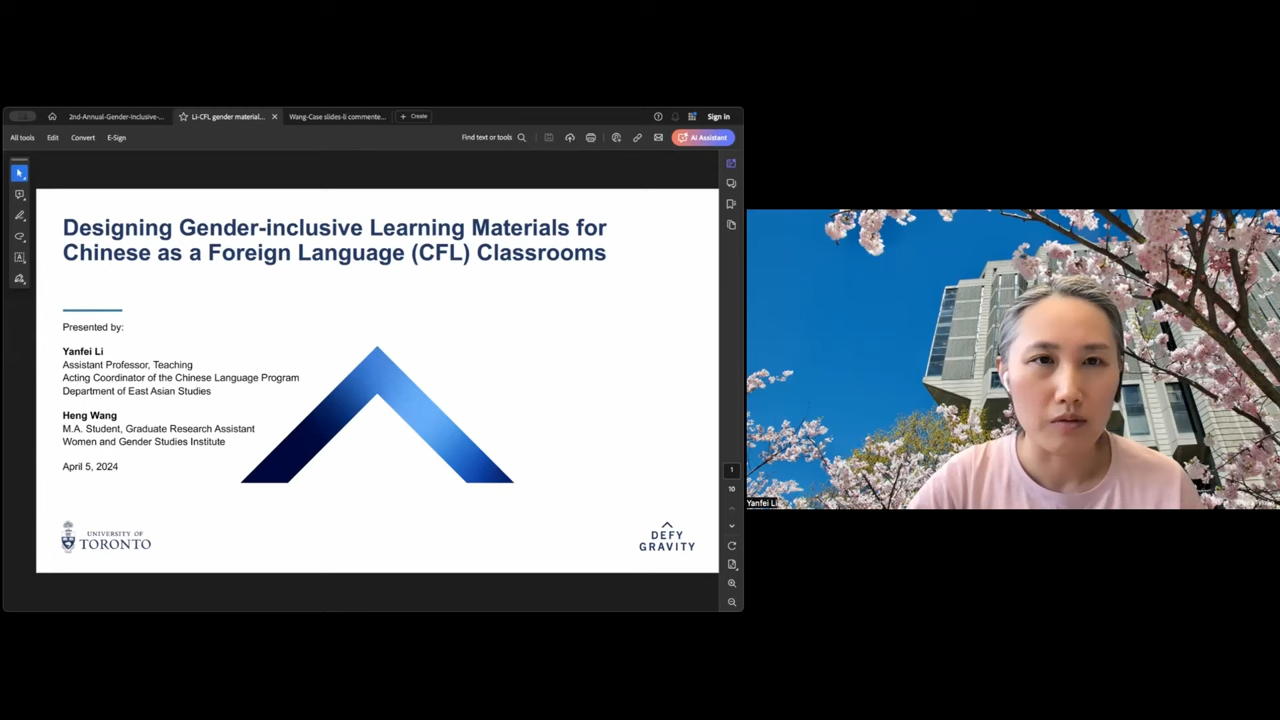 2nd-Annual-Gender-Inclusive-...
LI-CFL gender material...
Wang-Case slides-li commente...
Create
Sign in
All tools
Edit
Convert
E-Sign
Find text or tools
AI Assistant
Designing Gender-inclusive Learning Materials for
Chinese as a Foreign Language (CFL) Classrooms
Presented by:
Yanfei Li
Assistant Professor, Teaching
Acting Coordinator of the Chinese Language Program
Department of East Asian Studies
Heng Wang
M.A. Student, Graduate Research Assistant
Women and Gender Studies Institute
April 5, 2024
UNIVERSITY OF
TORONTO
DEFY
GRAVITY
1
10
Yanfei Li